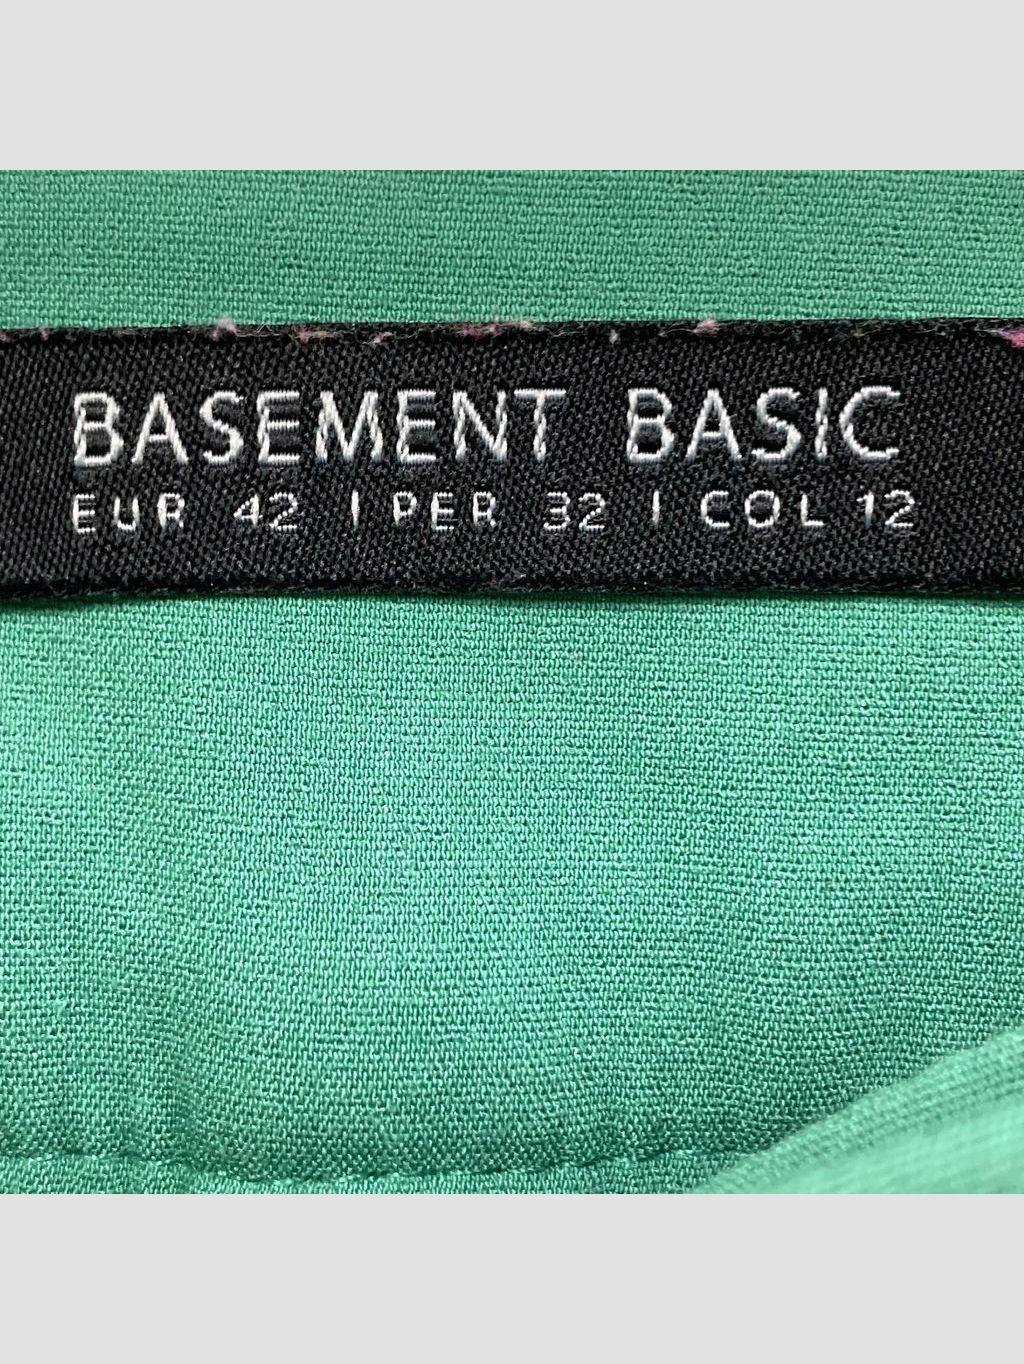 BASEMENT BASIC
EUR 42 | PER 32 | COL 12